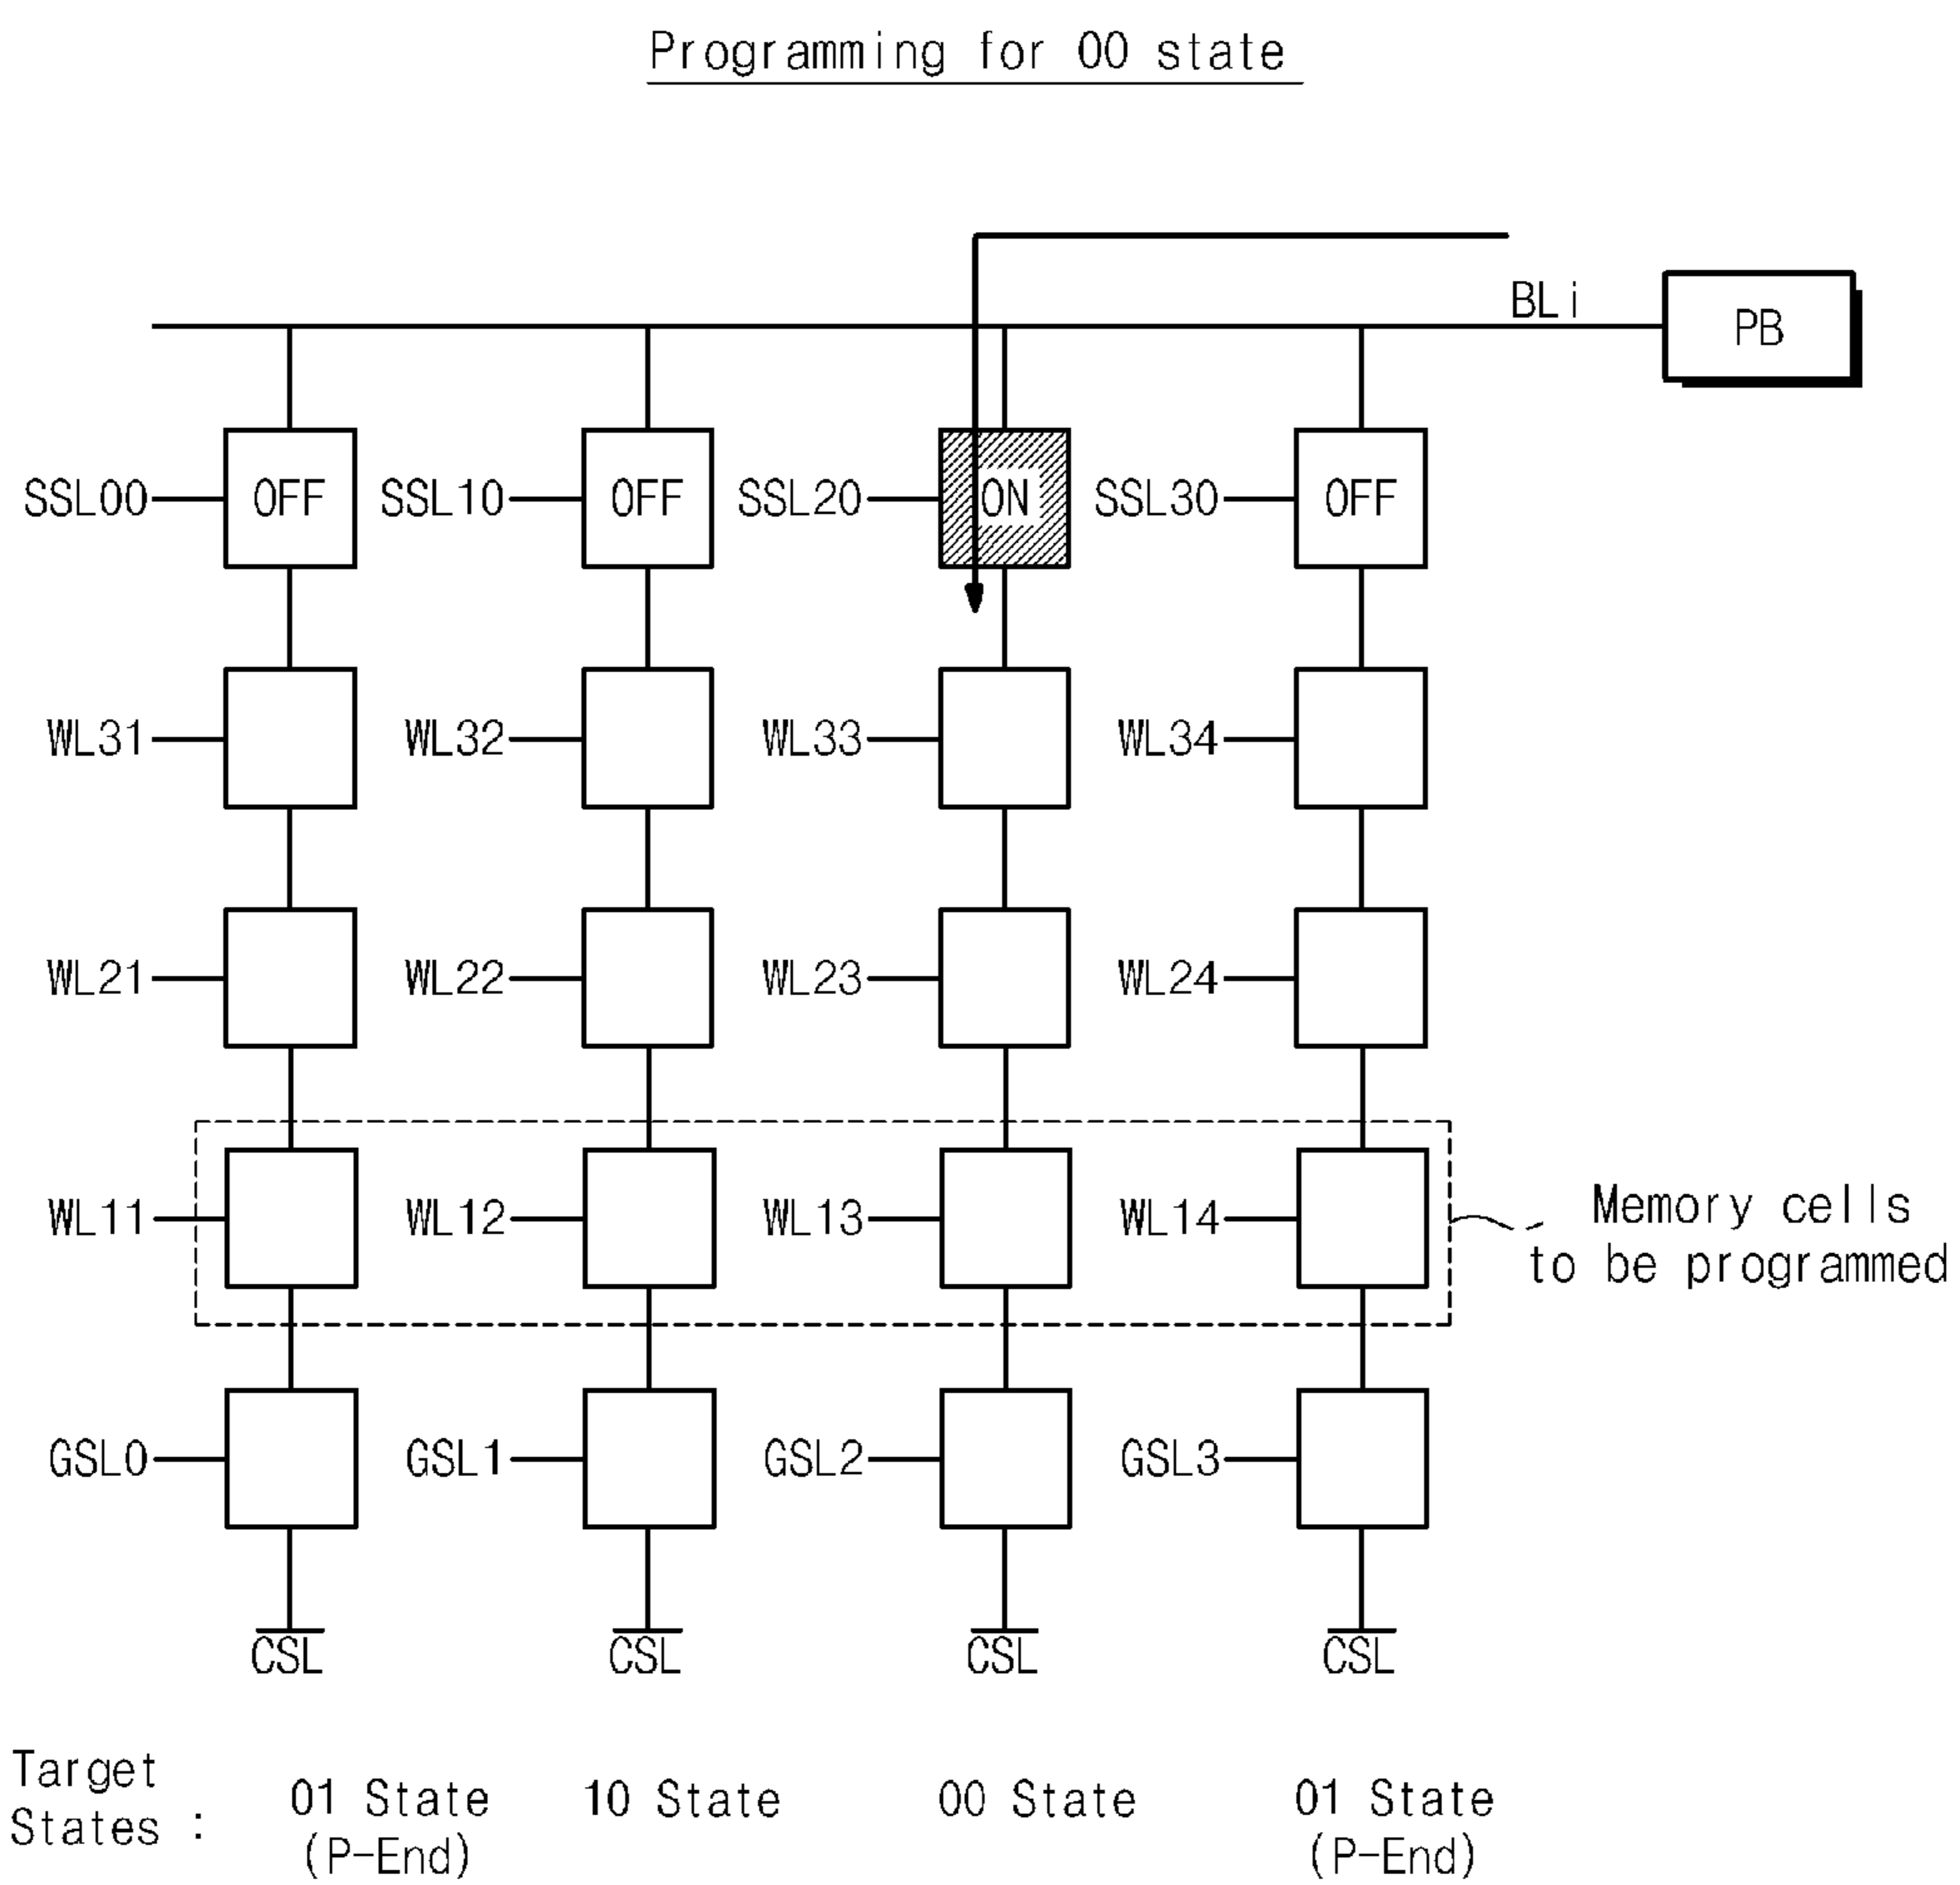 Programming for 00 state
BLi
PB
SSL00 OFF SSL10 OFF SSL20 ON SSL30 OFF
WL31 WL32 WL33 WL34
WL21 WL22 WL23 WL24
WL11 WL12 WL13 WL14
Memory cells
to be programmed
GSL0 GSL1 GSL2 GSL3
CSL CSL CSL CSL
Target
States :
01 State 10 State 00 State 01 State
(P-End) (P-End)